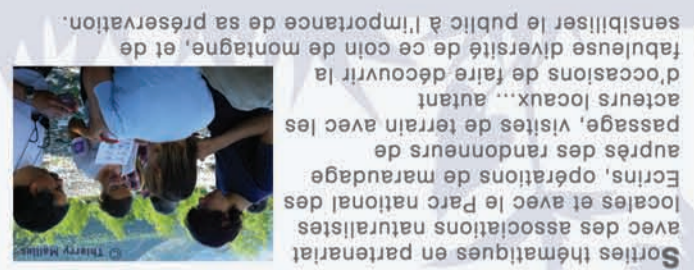 Sorties thématiques en partenariat
avec des associations naturalistes
locales et avec le Parc national des
Ecrins, opérations de maraudage
auprès des randonneurs de
passage, visites de terrain avec les
acteurs locaux... autant
d'occasions de faire découvrir la
fabuleuse diversité de ce coin de montagne, et de
sensibiliser le public à l'importance de sa préservation.
© Thierry Maillet